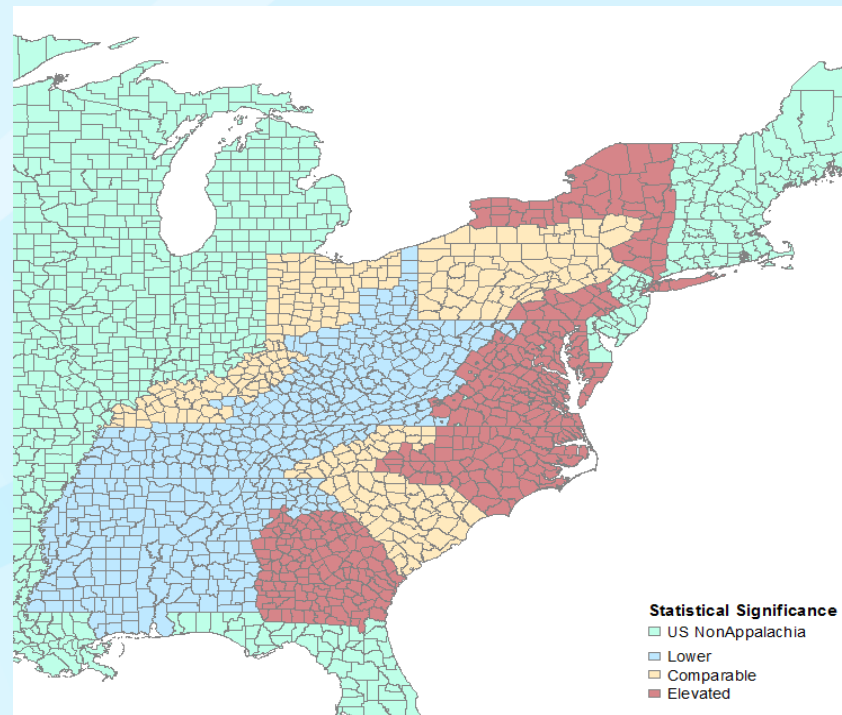 Statistical Significance
US NonAppalachia
Lower
Comparable
Elevated